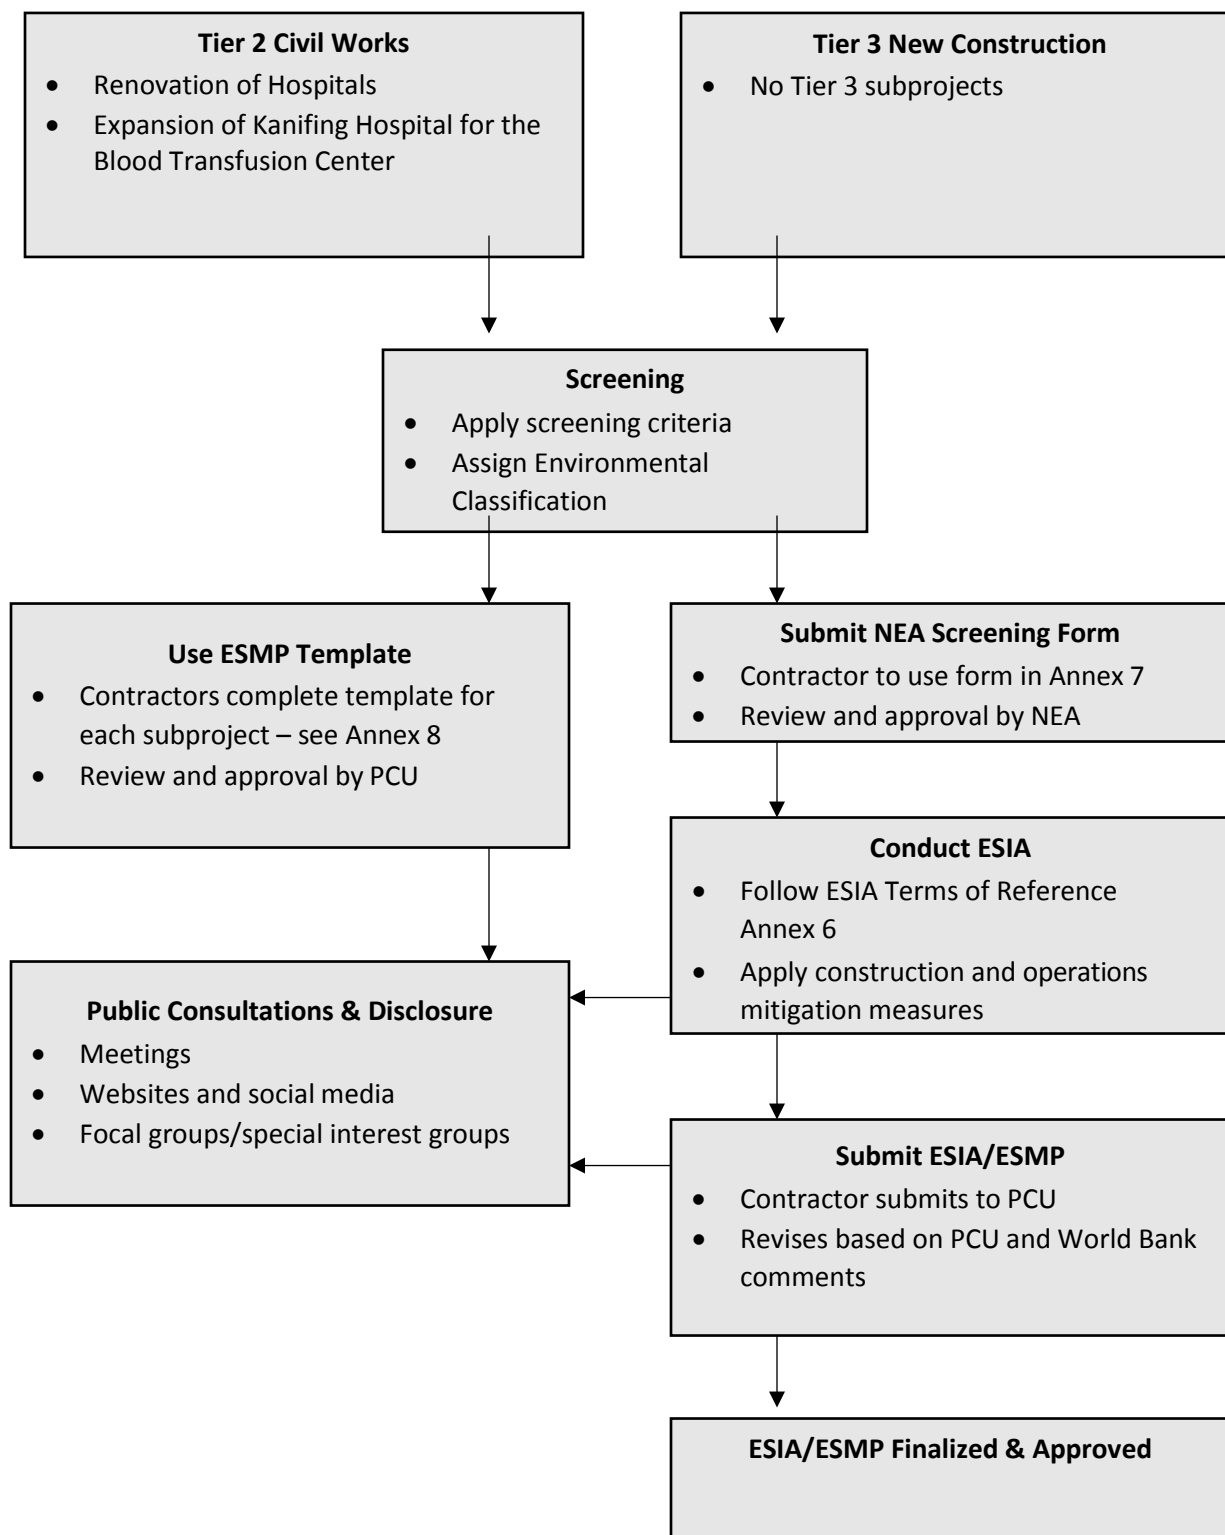 Tier 2 Civil Works
• Renovation of Hospitals
• Expansion of Kanifing Hospital for the
Blood Transfusion Center
Tier 3 New Construction
• No Tier 3 subprojects
Screening
• Apply screening criteria
• Assign Environmental
Classification
Use ESMP Template
• Contractors complete template for
each subproject – see Annex 8
• Review and approval by PCU
Submit NEA Screening Form
• Contractor to use form in Annex 7
• Review and approval by NEA
Conduct ESIA
• Follow ESIA Terms of Reference
Annex 6
• Apply construction and operations
mitigation measures
Public Consultations & Disclosure
• Meetings
• Websites and social media
• Focal groups/special interest groups
Submit ESIA/ESMP
• Contractor submits to PCU
• Revises based on PCU and World Bank
comments
ESIA/ESMP Finalized & Approved